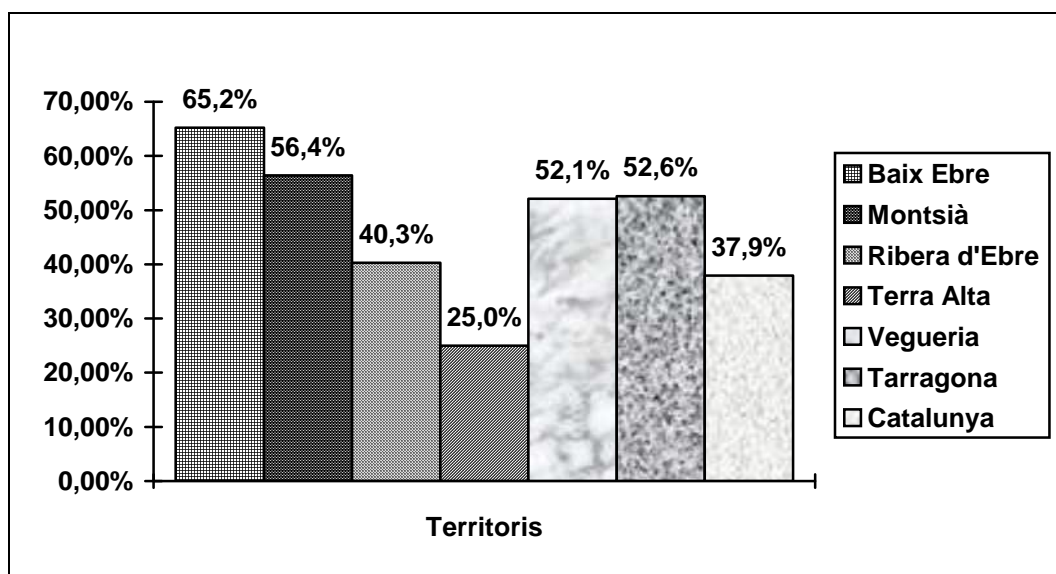 70,00%
60,00%
50,00%
40,00%
30,00%
20,00%
10,00%
0,00%
65,2%
56,4%
40,3%
25,0%
52,1%
52,6%
37,9%
Territoris
Baix Ebre
Montsià
Ribera d'Ebre
Terra Alta
Vegueria
Tarragona
Catalunya